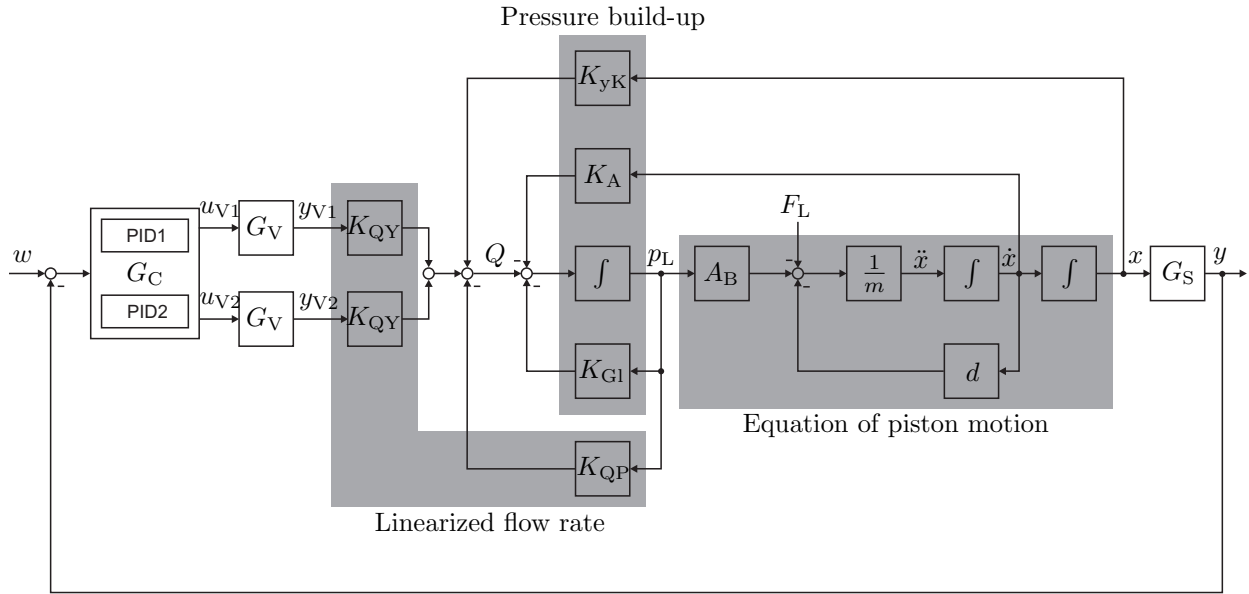 Pressure build-up
K_yK
K_A
F_L
u_V1 y_V1
PID1 G_V K_QY
w G_C Q - ∫ p_L A_B - 1/m ẍ ∫ ẋ ∫ x G_S y
- - - -
u_V2 y_V2
PID2 G_V K_QY
K_Gl d
Equation of piston motion
K_QP
Linearized flow rate